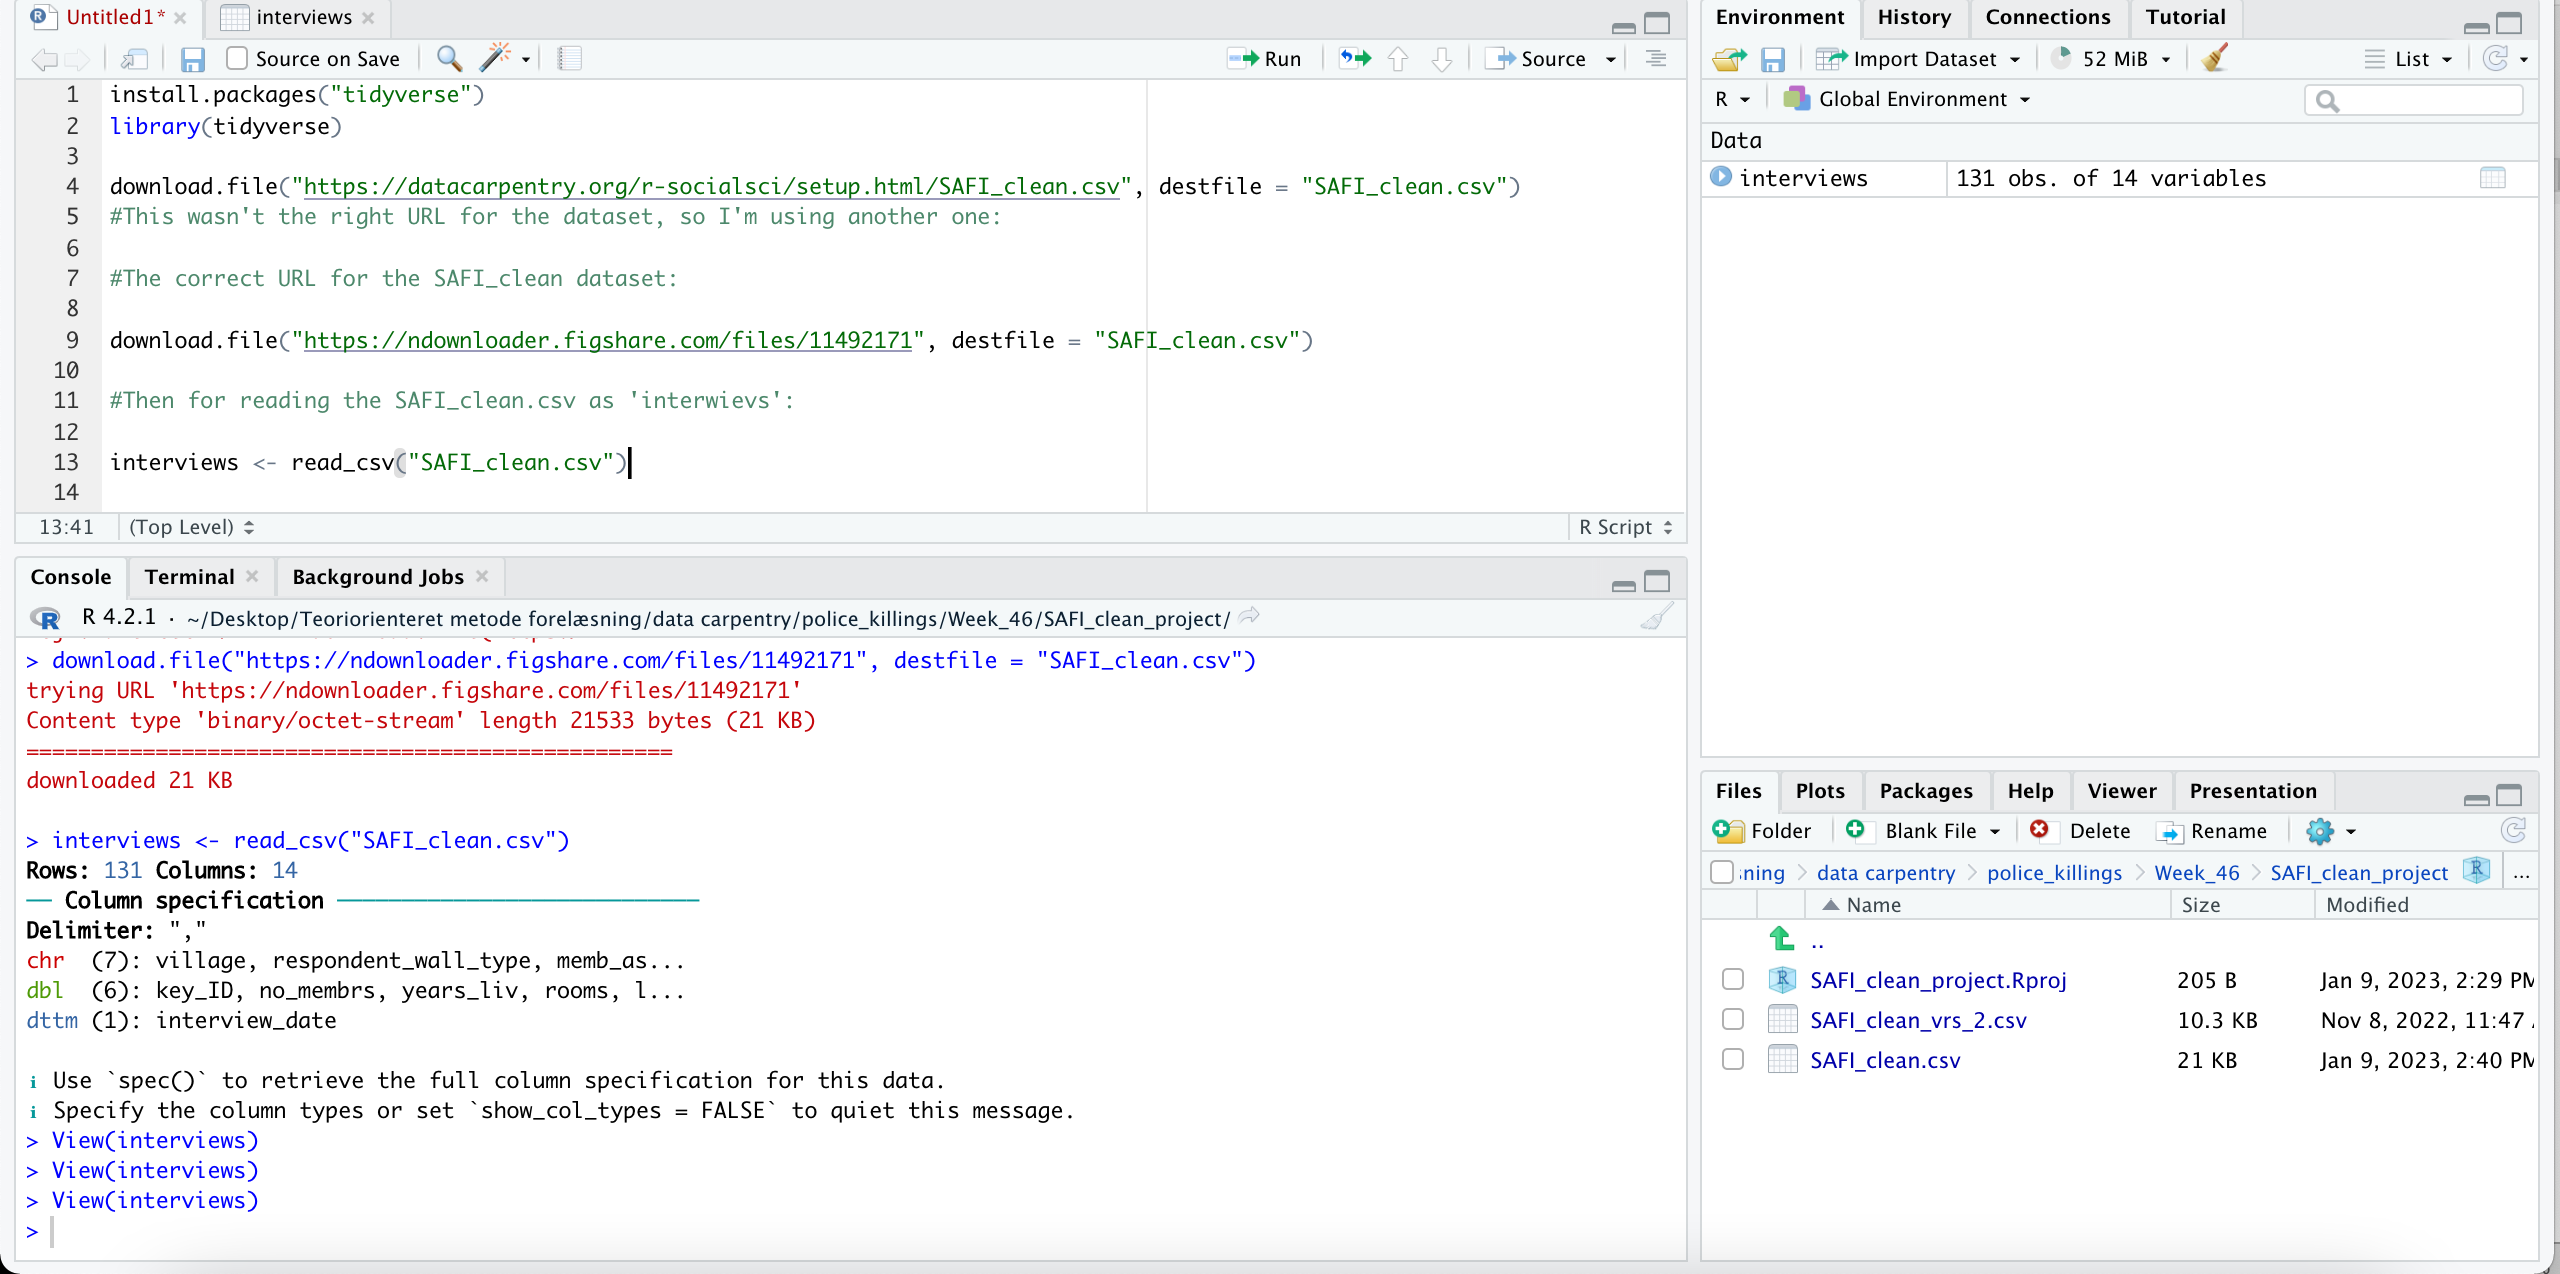 Untitled1*
interviews
Source on Save
Run
Source
1 install.packages("tidyverse")
2 library(tidyverse)
3
4 download.file("https://datacarpentry.org/r-socialsci/setup.html/SAFI_clean.csv", destfile = "SAFI_clean.csv")
5 #This wasn't the right URL for the dataset, so I'm using another one:
6
7 #The correct URL for the SAFI_clean dataset:
8
9 download.file("https://ndownloader.figshare.com/files/11492171", destfile = "SAFI_clean.csv")
10
11 #Then for reading the SAFI_clean.csv as 'interwievs':
12
13 interviews <- read_csv("SAFI_clean.csv")
14
13:41 (Top Level) R Script
Console Terminal Background Jobs
R 4.2.1 · ~/Desktop/Teoriorienteret metode forelæsning/data carpentry/police_killings/Week_46/SAFI_clean_project/
> download.file("https://ndownloader.figshare.com/files/11492171", destfile = "SAFI_clean.csv")
trying URL 'https://ndownloader.figshare.com/files/11492171'
Content type 'binary/octet-stream' length 21533 bytes (21 KB)
==================================================
downloaded 21 KB
> interviews <- read_csv("SAFI_clean.csv")
Rows: 131 Columns: 14
── Column specification ────────────────────────────
Delimiter: ","
chr (7): village, respondent_wall_type, memb_as...
dbl (6): key_ID, no_membrs, years_liv, rooms, l...
dttm (1): interview_date
i Use `spec()` to retrieve the full column specification for this data.
i Specify the column types or set `show_col_types = FALSE` to quiet this message.
> View(interviews)
> View(interviews)
> View(interviews)
>
Environment History Connections Tutorial
Import Dataset 52 MiB List
R Global Environment
Data
interviews 131 obs. of 14 variables
Files Plots Packages Help Viewer Presentation
Folder Blank File Delete Rename
ning data carpentry police_killings Week_46 SAFI_clean_project ...
Name Size Modified
..
SAFI_clean_project.Rproj 205 B Jan 9, 2023, 2:29 PM
SAFI_clean_vrs_2.csv 10.3 KB Nov 8, 2022, 11:47
SAFI_clean.csv 21 KB Jan 9, 2023, 2:40 PM